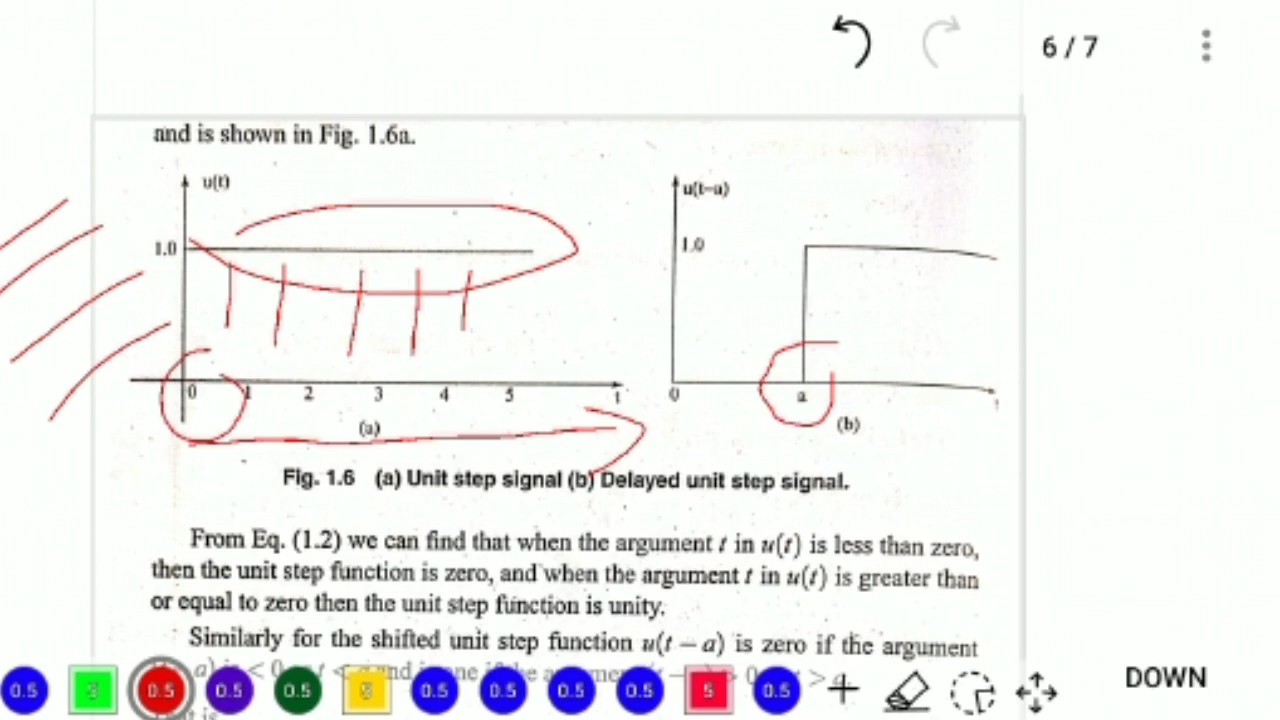 6 / 7
and is shown in Fig. 1.6a.
u(t)
1.0
0 1 2 3 4 5 t
(a)
u(t–a)
1.0
0 a t
(b)
Fig. 1.6 (a) Unit step signal (b) Delayed unit step signal.
From Eq. (1.2) we can find that when the argument t in u(t) is less than zero,
then the unit step function is zero, and when the argument t in u(t) is greater than
or equal to zero then the unit step function is unity.
Similarly for the shifted unit step function u(t – a) is zero if the argument
0.5 0.5 0.5 0.5 0.5 0.5 0.5 0.5 5 0.5
DOWN